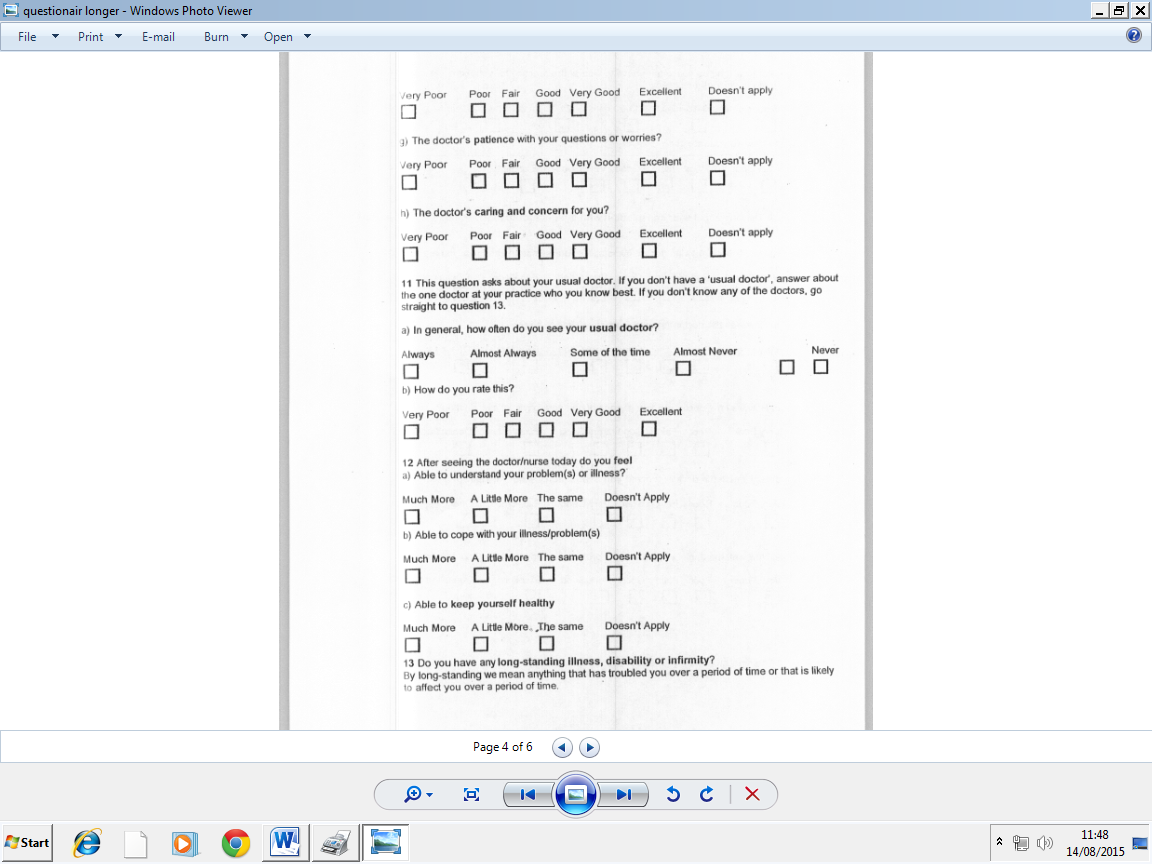 questionair longer - Windows Photo Viewer
File Print E-mail Burn Open
Very Poor Poor Fair Good Very Good Excellent Doesn't apply
g) The doctor's patience with your questions or worries?
Very Poor Poor Fair Good Very Good Excellent Doesn't apply
h) The doctor's caring and concern for you?
Very Poor Poor Fair Good Very Good Excellent Doesn't apply
11 This question asks about your usual doctor. If you don't have a 'usual doctor', answer about
the one doctor at your practice who you know best. If you don't know any of the doctors, go
straight to question 13.
a) In general, how often do you see your usual doctor?
Always Almost Always Some of the time Almost Never Never
b) How do you rate this?
Very Poor Poor Fair Good Very Good Excellent
12 After seeing the doctor/nurse today do you feel
a) Able to understand your problem(s) or illness?
Much More A Little More The same Doesn't Apply
b) Able to cope with your illness/problem(s)
Much More A Little More The same Doesn't Apply
c) Able to keep yourself healthy
Much More A Little More The same Doesn't Apply
13 Do you have any long-standing illness, disability or infirmity?
By long-standing we mean anything that has troubled you over a period of time or that is likely
to affect you over a period of time.
Page 4 of 6
Start
11:48
14/08/2015